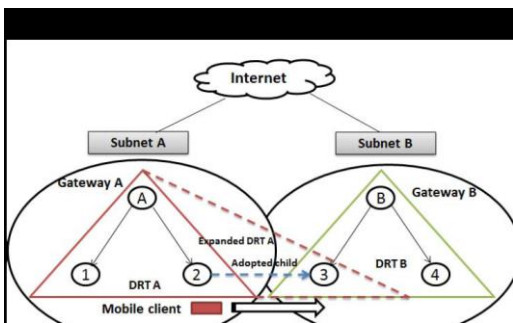 Internet
Subnet A
Subnet B
Gateway A
Gateway B
A
B
Expanded DRT A
Adopted child
1
2
3
DRT B
4
DRT A
Mobile client